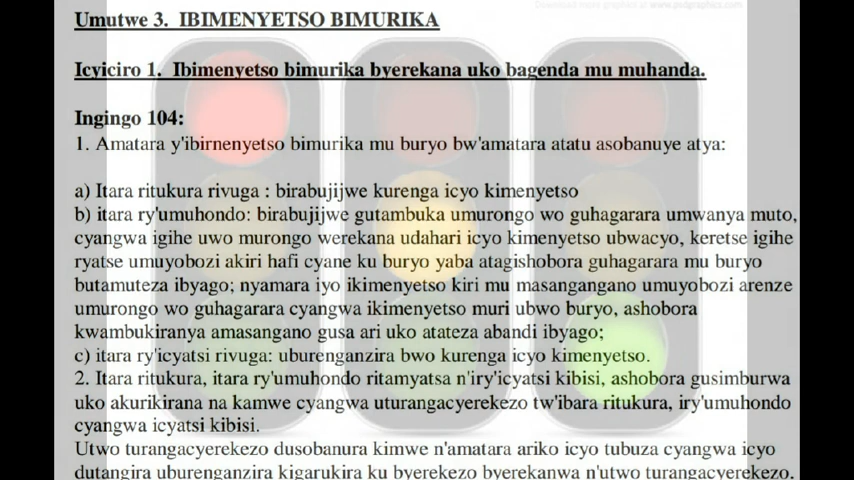 Download more graphics at www.psdgraphics.com
Umutwe 3. IBIMENYETSO BIMURIKA
Icyiciro 1. Ibimenyetso bimurika byerekana uko bagenda mu muhanda.
Ingingo 104:
1. Amatara y'ibirnenyetso bimurika mu buryo bw'amatara atatu asobanuye atya:
a) Itara ritukura rivuga : birabujijwe kurenga icyo kimenyetso
b) itara ry'umuhondo: birabujijwe gutambuka umurongo wo guhagarara umwanya muto,
cyangwa igihe uwo murongo werekana udahari icyo kimenyetso ubwacyo, keretse igihe
ryatse umuyobozi akiri hafi cyane ku buryo yaba atagishobora guhagarara mu buryo
butamuteza ibyago; nyamara iyo ikimenyetso kiri mu masangangano umuyobozi arenze
umurongo wo guhagarara cyangwa ikimenyetso muri ubwo buryo, ashobora
kwambukiranya amasangano gusa ari uko atateza abandi ibyago;
c) itara ry'icyatsi rivuga: uburenganzira bwo kurenga icyo kimenyetso.
2. Itara ritukura, itara ry'umuhondo ritamyatsa n'iry'icyatsi kibisi, ashobora gusimburwa
uko akurikirana na kamwe cyangwa uturangacyerekezo tw'ibara ritukura, iry'umuhondo
cyangwa icyatsi kibisi.
Utwo turangacyerekezo dusobanura kimwe n'amatara ariko icyo tubuza cyangwa icyo
dutangira uburenganzira kigarukira ku byerekezo byerekanwa n'utwo turangacyerekezo.